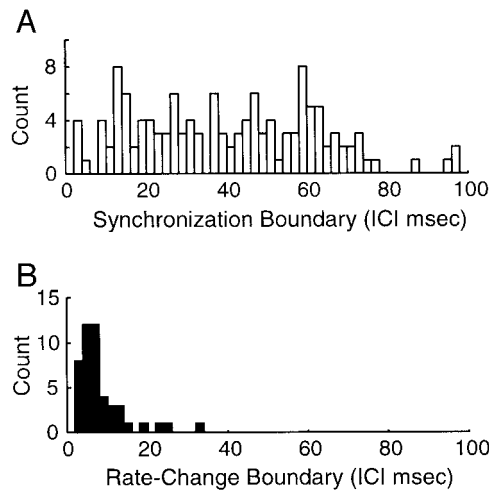 A
8
4
0
Count
0 20 40 60 80 100
Synchronization Boundary (ICI msec)
B
15
10
5
0
Count
0 20 40 60 80 100
Rate-Change Boundary (ICI msec)